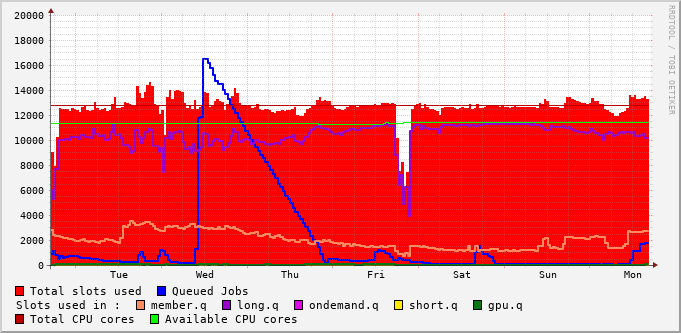 RRDTOOL / TOBI OETIKER
20000
18000
16000
14000
12000
10000
8000
6000
4000
2000
0
Tue Wed Thu Fri Sat Sun Mon
Total slots used Queued Jobs
Slots used in : member.q long.q ondemand.q short.q gpu.q
Total CPU cores Available CPU cores